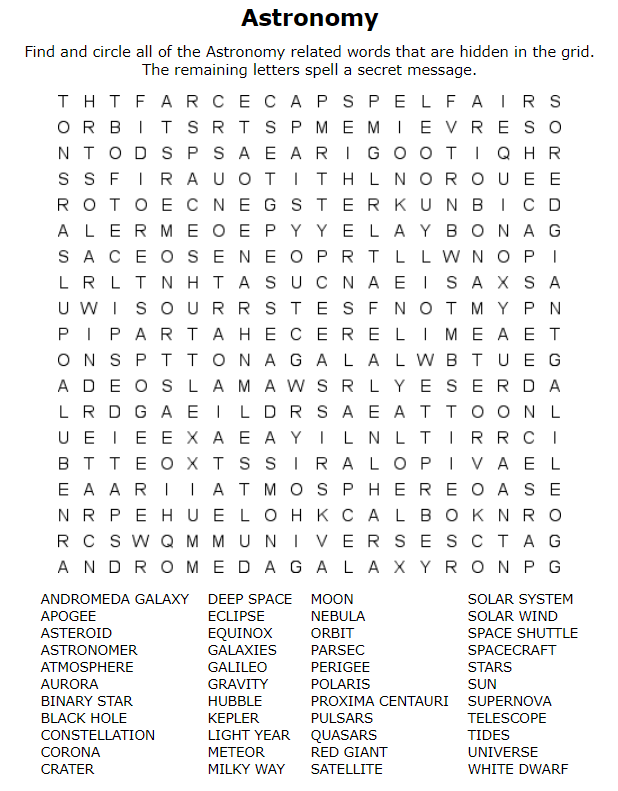 Astronomy
Find and circle all of the Astronomy related words that are hidden in the grid.
The remaining letters spell a secret message.
T H T F A R C E C A P S P E L F A I R S
O R B I T S R T S P M E M I E V R E S O
N T O D S P S A E A R I G O O T I Q H R
S S F I R A U O T I T H L N O R O U E E
R O T O E C N E G S T E R K U N B I C D
A L E R M E O E P Y Y E L A Y B O N A G
S A C E O S E N E O P R T L L W N O P I
L R L T N H T A S U C N A E I S A X S A
U W I S O U R R S T E S F N O T M Y P N
P I P A R T A H E C E R E L I M E A E T
O N S P T T O N A G A L A L W B T U E G
A D E O S L A M A W S R L Y E S E R D A
L R D G A E I L D R S A E A T T O O N L
U E I E E X A E A Y I L N L T I R R C I
B T T E O X T S S I R A L O P I V A E L
E A A R I I A T M O S P H E R E O A S E
N R P E H U E L O H K C A L B O K N R O
R C S W Q M M U N I V E R S E S C T A G
A N D R O M E D A G A L A X Y R O N P G
ANDROMEDA GALAXY DEEP SPACE MOON SOLAR SYSTEM
APOGEE ECLIPSE NEBULA SOLAR WIND
ASTEROID EQUINOX ORBIT SPACE SHUTTLE
ASTRONOMER GALAXIES PARSEC SPACECRAFT
ATMOSPHERE GALILEO PERIGEE STARS
AURORA GRAVITY POLARIS SUN
BINARY STAR HUBBLE PROXIMA CENTAURI SUPERNOVA
BLACK HOLE KEPLER PULSARS TELESCOPE
CONSTELLATION LIGHT YEAR QUASARS TIDES
CORONA METEOR RED GIANT UNIVERSE
CRATER MILKY WAY SATELLITE WHITE DWARF